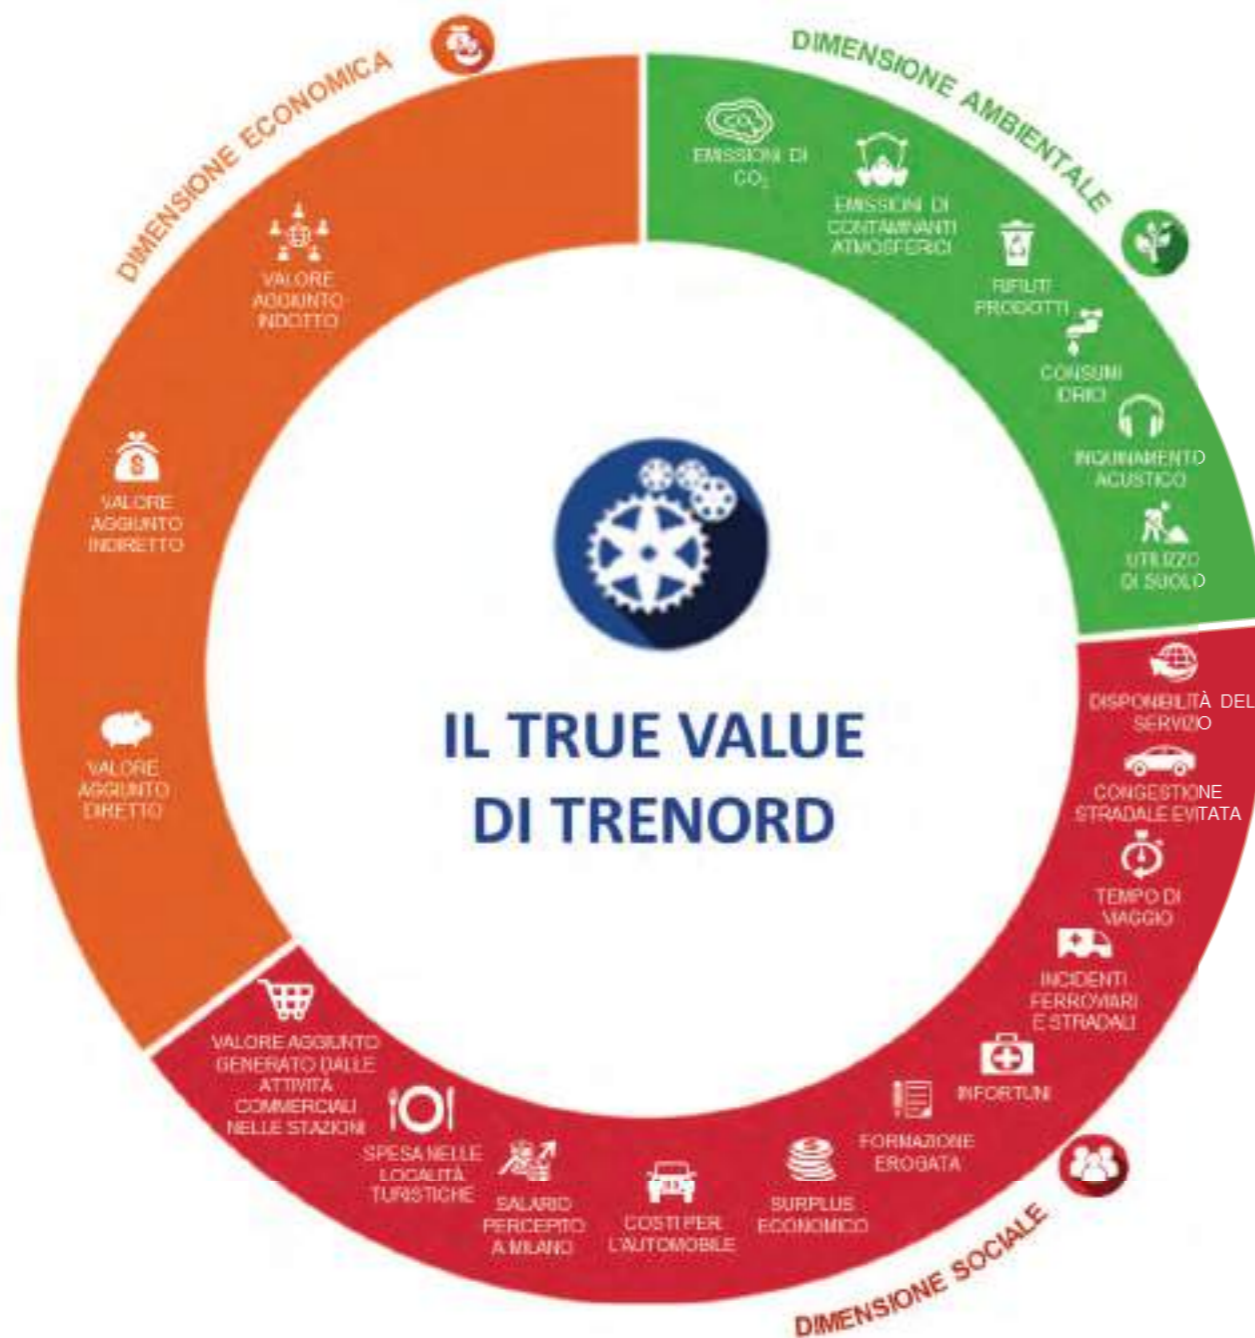 DIMENSIONE ECONOMICA
VALORE
AGGIUNTO
INDOTTO
VALORE
AGGIUNTO
INDIRETTO
VALORE
AGGIUNTO
DIRETTO
DIMENSIONE AMBIENTALE
CO₂
EMISSIONI DI
CO₂
EMISSIONI DI
CONTAMINANTI
ATMOSFERICI
RIFIUTI
PRODOTTI
CONSUMI
IDRICI
INQUINAMENTO
ACUSTICO
UTILIZZO
DI SUOLO
IL TRUE VALUE
DI TRENORD
DISPONIBILITÀ DEL
SERVIZIO
CONGESTIONE
STRADALE EVITATA
TEMPO DI
VIAGGIO
INCIDENTI
FERROVIARI
E STRADALI
INFORTUNI
FORMAZIONE
EROGATA
SURPLUS
ECONOMICO
COSTI PER
L'AUTOMOBILE
SALARIO
PERCEPITO
A MILANO
SPESA NELLE
LOCALITÀ
TURISTICHE
VALORE AGGIUNTO
GENERATO DALLE
ATTIVITÀ
COMMERCIALI
NELLE STAZIONI
DIMENSIONE SOCIALE